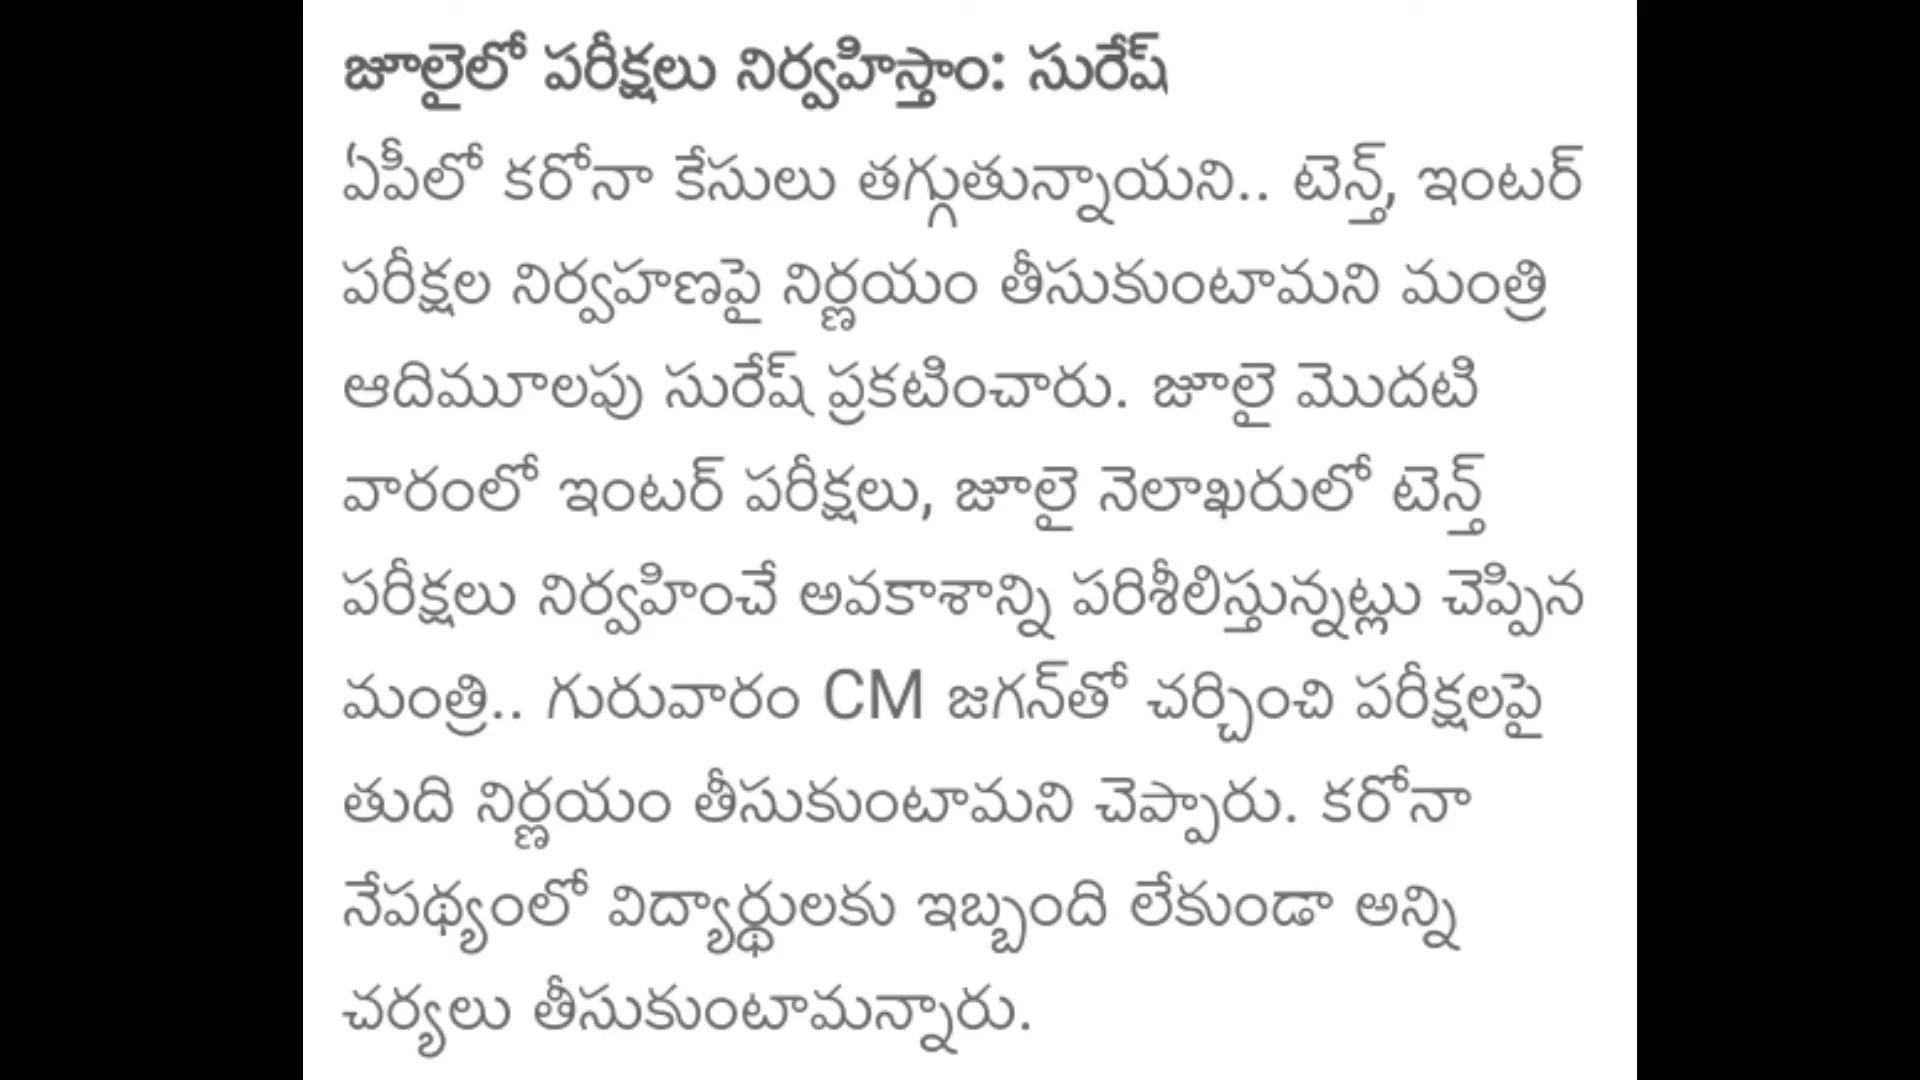 జూలైలో పరీక్షలు నిర్వహిస్తాం: సురేష్
ఏపీలో కరోనా కేసులు తగ్గుతున్నాయని.. టెన్త్, ఇంటర్
పరీక్షల నిర్వహణపై నిర్ణయం తీసుకుంటామని మంత్రి
ఆదిమూలపు సురేష్ ప్రకటించారు. జూలై మొదటి
వారంలో ఇంటర్ పరీక్షలు, జూలై నెలాఖరులో టెన్త్
పరీక్షలు నిర్వహించే అవకాశాన్ని పరిశీలిస్తున్నట్లు చెప్పిన
మంత్రి.. గురువారం CM జగన్‌తో చర్చించి పరీక్షలపై
తుది నిర్ణయం తీసుకుంటామని చెప్పారు. కరోనా
నేపథ్యంలో విద్యార్థులకు ఇబ్బంది లేకుండా అన్ని
చర్యలు తీసుకుంటామన్నారు.